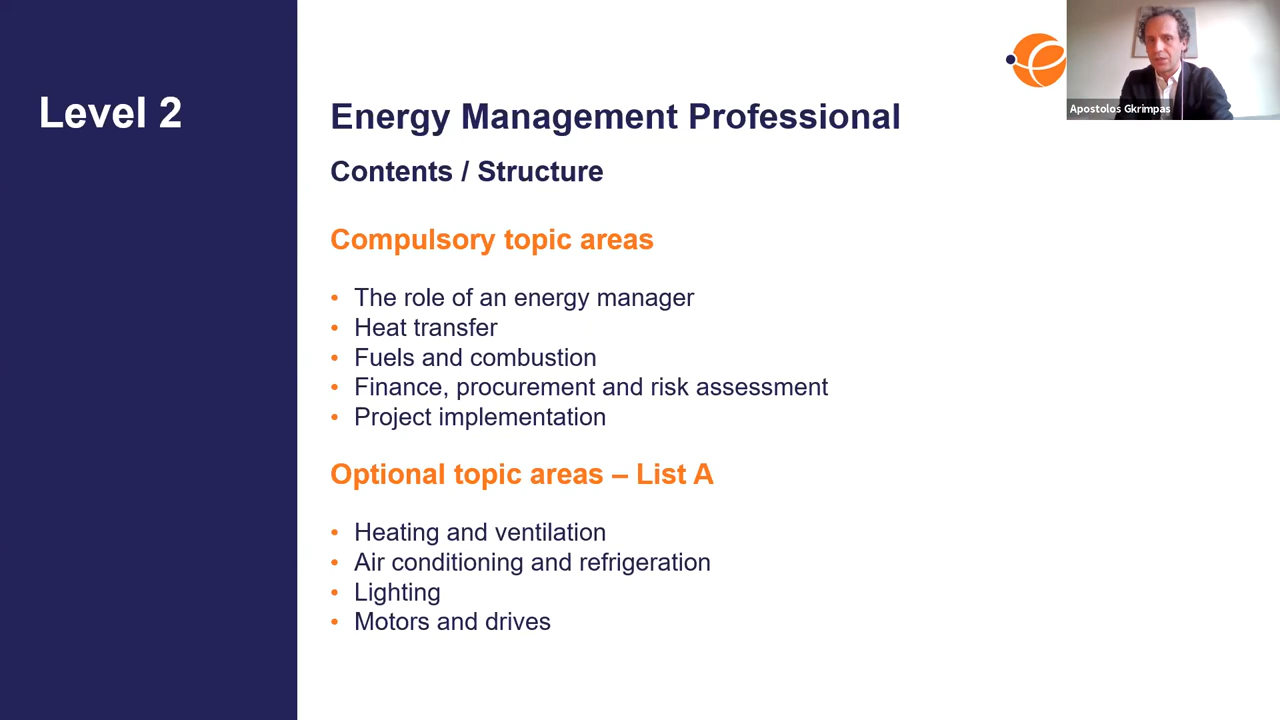 Level 2
Energy Management Professional
Contents / Structure
Compulsory topic areas
• The role of an energy manager
• Heat transfer
• Fuels and combustion
• Finance, procurement and risk assessment
• Project implementation
Optional topic areas – List A
• Heating and ventilation
• Air conditioning and refrigeration
• Lighting
• Motors and drives
Apostolos Gkrimpas